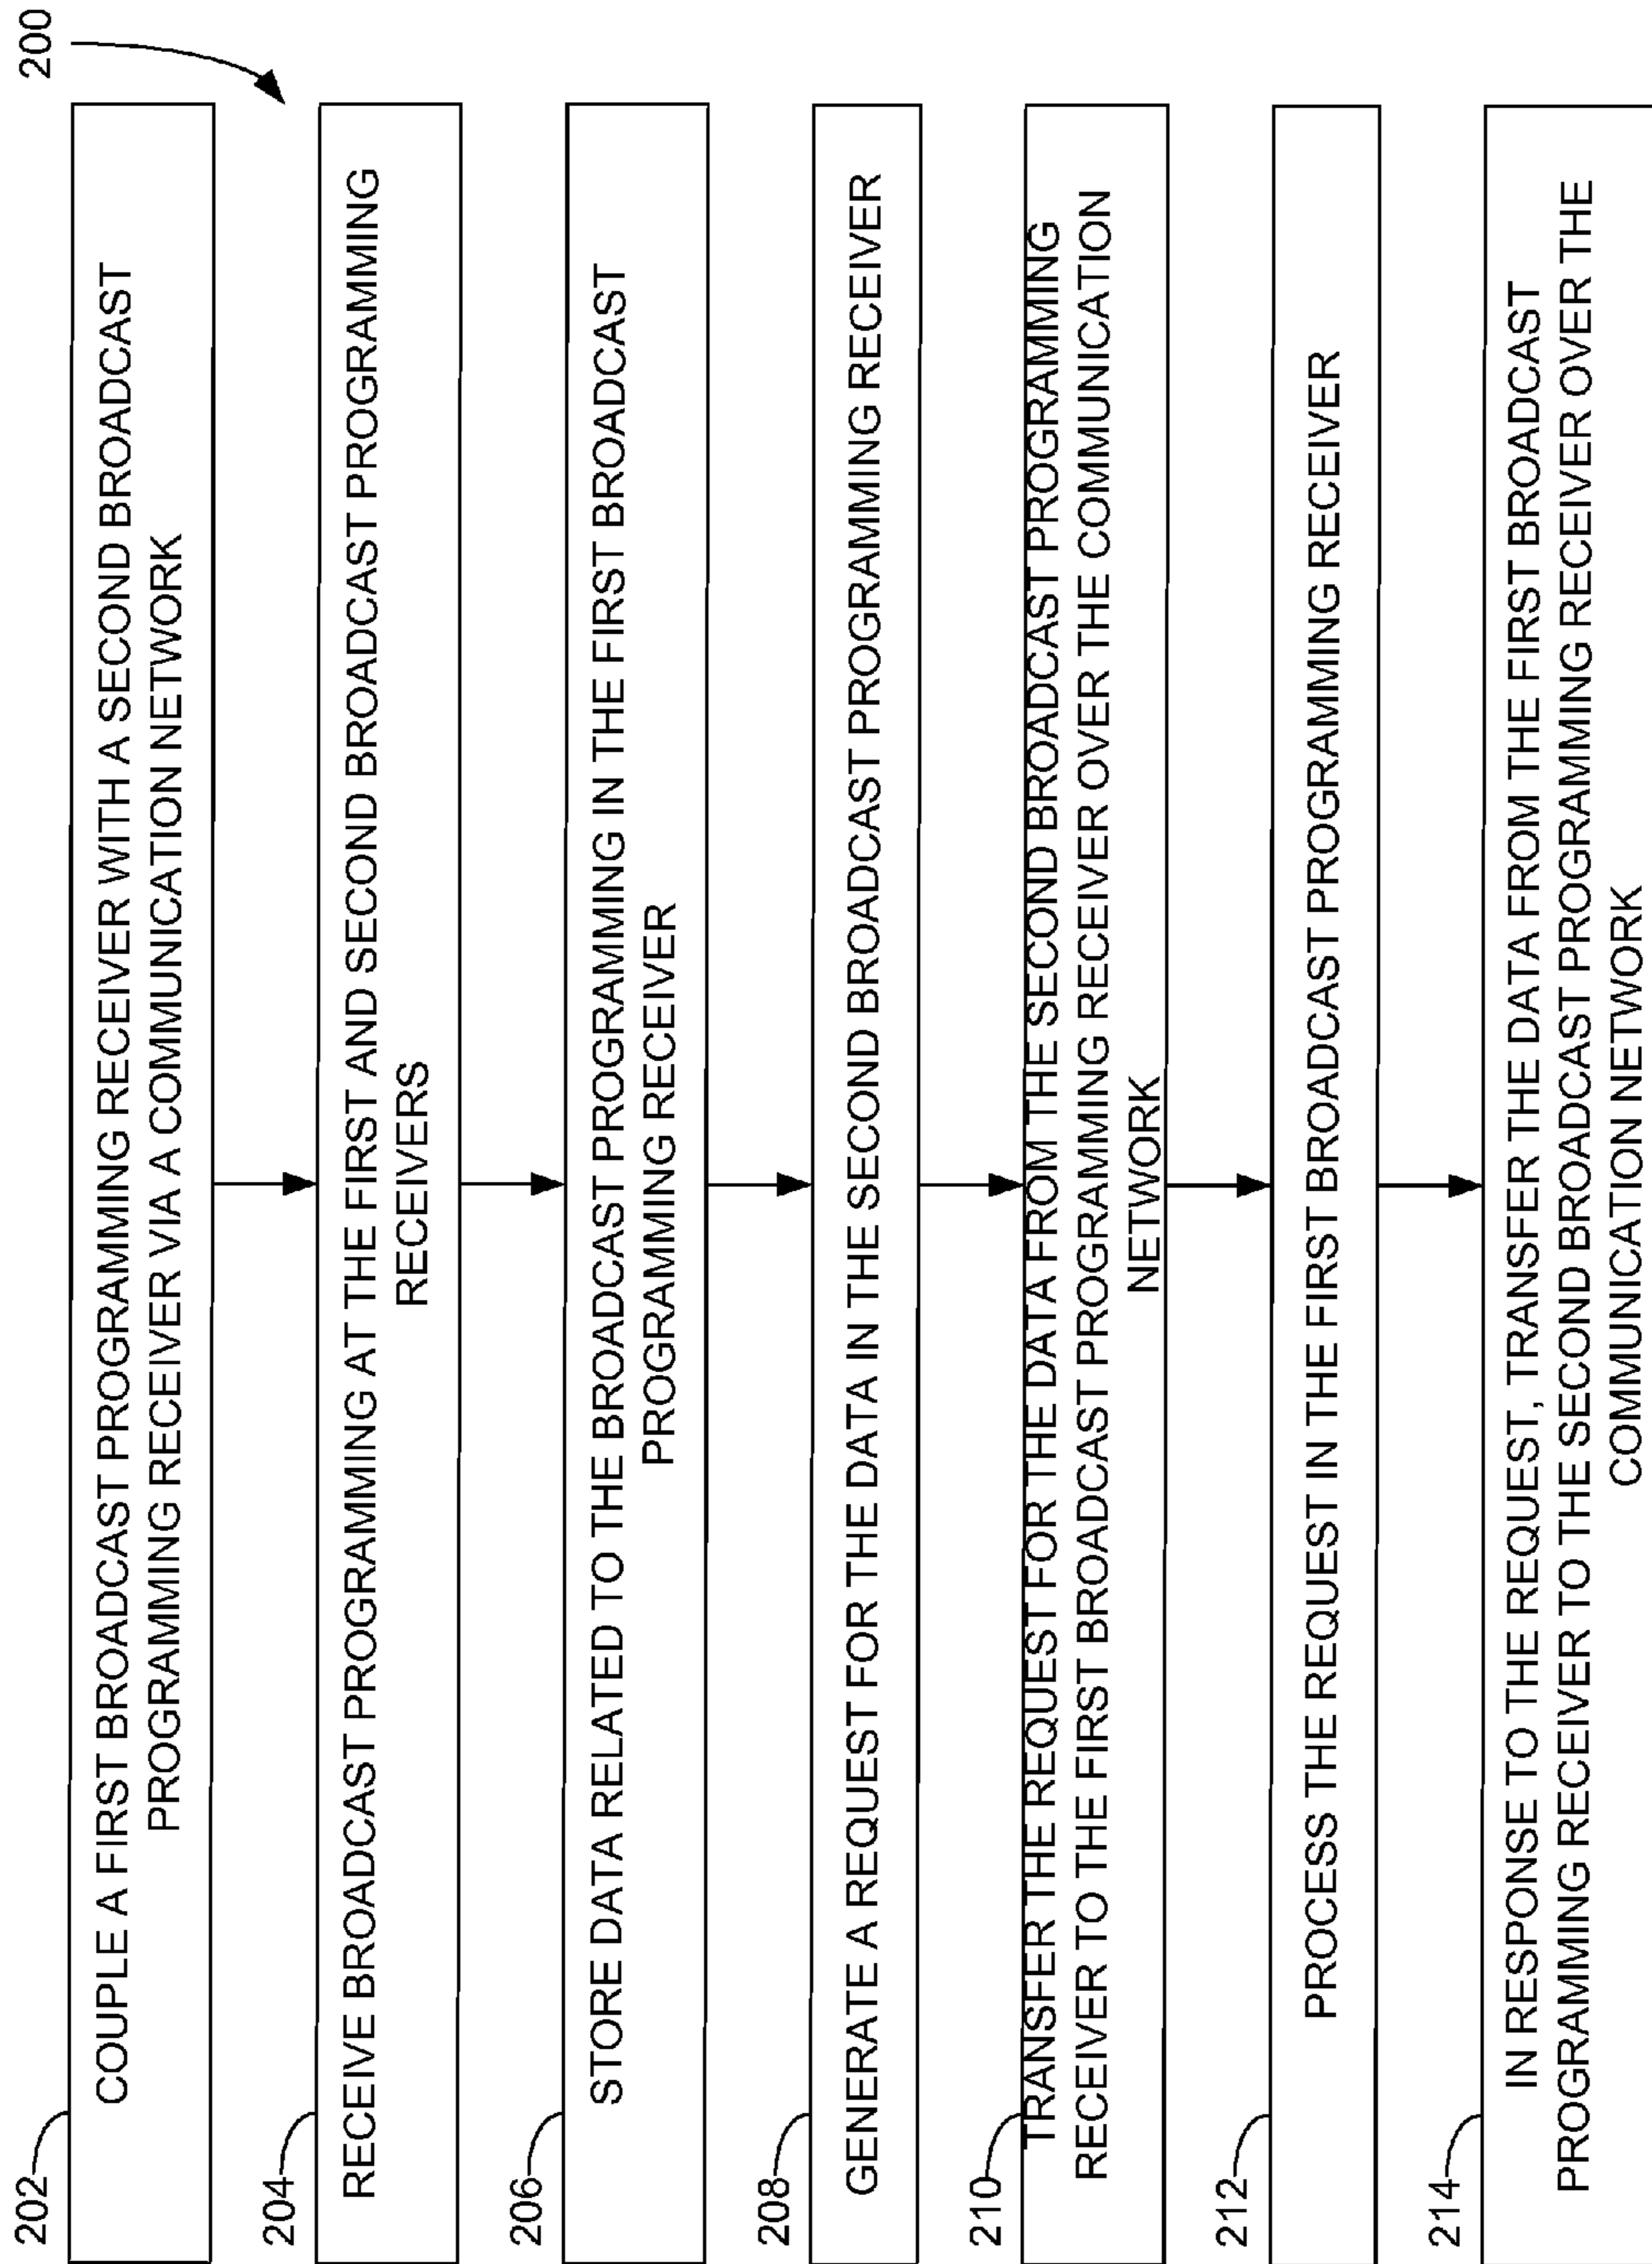 200
202
COUPLE A FIRST BROADCAST PROGRAMMING RECEIVER WITH A SECOND BROADCAST
PROGRAMING RECEIVER VIA A COMMUNICATION NETWORK
204
RECEIVE BROADCAST PROGRAMING AT THE FIRST AND SECOND BROADCAST PROGRAMMING
RECEIVERS
206
STORE DATA RELATED TO THE BROADCAST PROGRAMMING IN THE FIRST BROADCAST
PROGRAMMING RECEIVER
208
GENERATE A REQUEST FOR THE DATA IN THE SECOND BROADCAST PROGRAMMING RECEIVER
210
TRANSFER THE REQUEST FOR THE DATA FROM THE SECOND BROADCAST PROGRAMMING
RECEIVER TO THE FIRST BROADCAST PROGRAMMING RECEIVER OVER THE COMMUNICATION
NETWORK
212
PROCESS THE REQUEST IN THE FIRST BROADCAST PROGRAMMING RECEIVER
214
IN RESPONSE TO THE REQUEST, TRANSFER THE DATA FROM THE FIRST BROADCAST
PROGRAMMING RECEIVER TO THE SECOND BROADCAST PROGRAMMING RECEIVER OVER THE
COMMUNICATION NETWORK